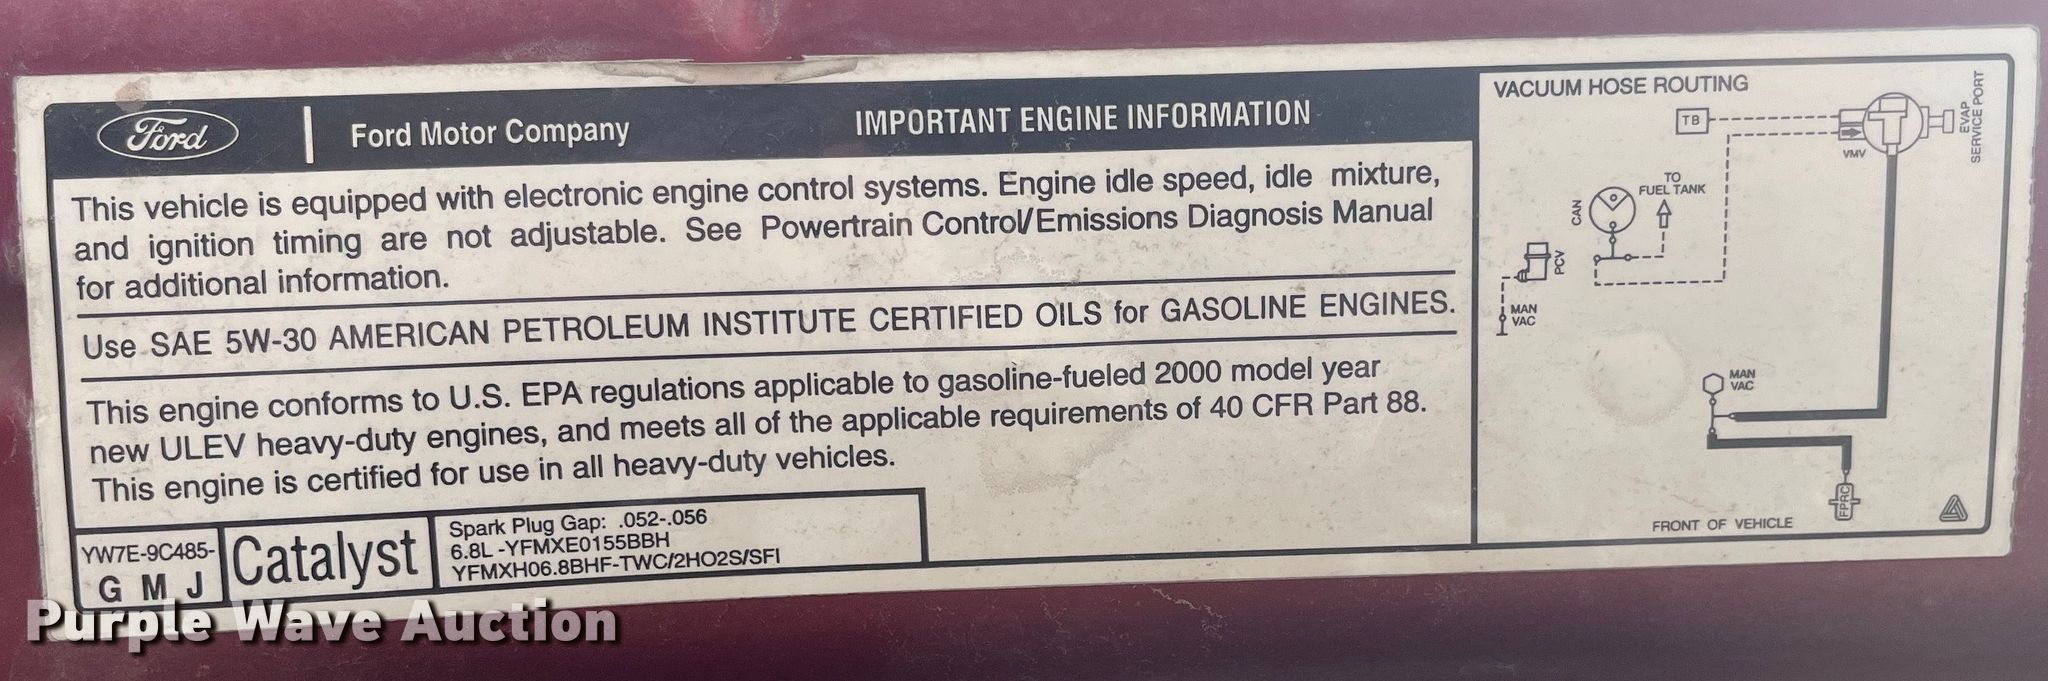 Ford
Ford Motor Company
IMPORTANT ENGINE INFORMATION
This vehicle is equipped with electronic engine control systems. Engine idle speed, idle mixture,
and ignition timing are not adjustable. See Powertrain Control/Emissions Diagnosis Manual
for additional information.
Use SAE 5W-30 AMERICAN PETROLEUM INSTITUTE CERTIFIED OILS for GASOLINE ENGINES.
This engine conforms to U.S. EPA regulations applicable to gasoline-fueled 2000 model year
new ULEV heavy-duty engines, and meets all of the applicable requirements of 40 CFR Part 88.
This engine is certified for use in all heavy-duty vehicles.
YW7E-9C485-
G M J
Catalyst
Spark Plug Gap: .052-.056
6.8L -YFMXE0155BBH
YFMXH06.8BHF-TWC/2HO2S/SFI
VACUUM HOSE ROUTING
TB
VMV
EVAP
SERVICE PORT
TO
FUEL TANK
CAN
PCV
MAN
VAC
MAN
VAC
FPRC
FRONT OF VEHICLE
Purple Wave Auction